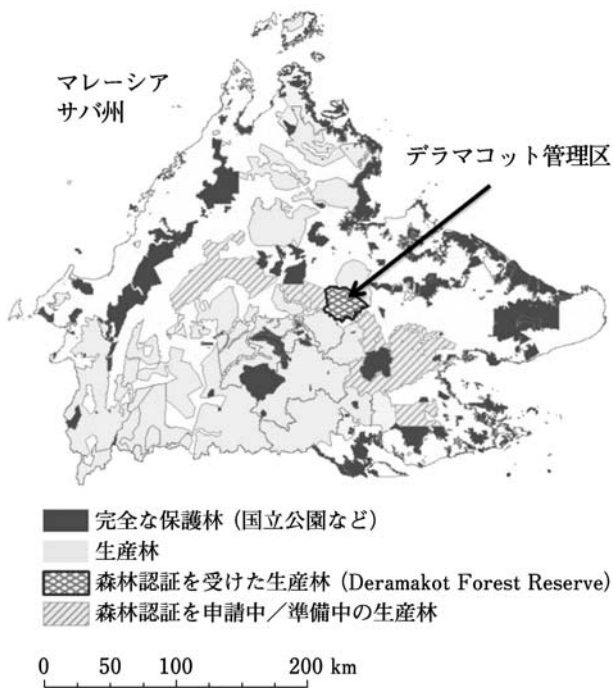 マレーシア
サバ州
デラマコット管理区
完全な保護林 (国立公園など)
生産林
森林認証を受けた生産林 (Deramakot Forest Reserve)
森林認証を申請中／準備中の生産林
0 50 100 200 km